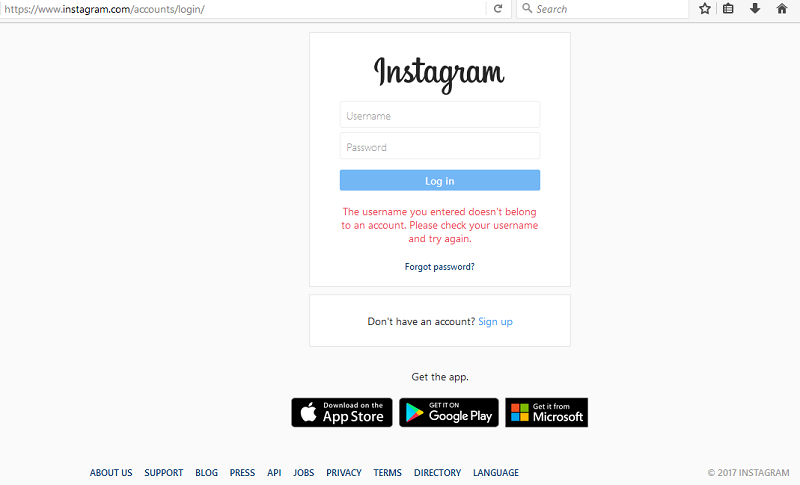 https://www.instagram.com/accounts/login/
Search
Instagram
Username
Password
Log in
The username you entered doesn't belong
to an account. Please check your username
and try again.
Forgot password?
Don't have an account? Sign up
Get the app.
Download on the
App Store
GET IT ON
Google Play
Get it from
Microsoft
ABOUT US SUPPORT BLOG PRESS API JOBS PRIVACY TERMS DIRECTORY LANGUAGE © 2017 INSTAGRAM